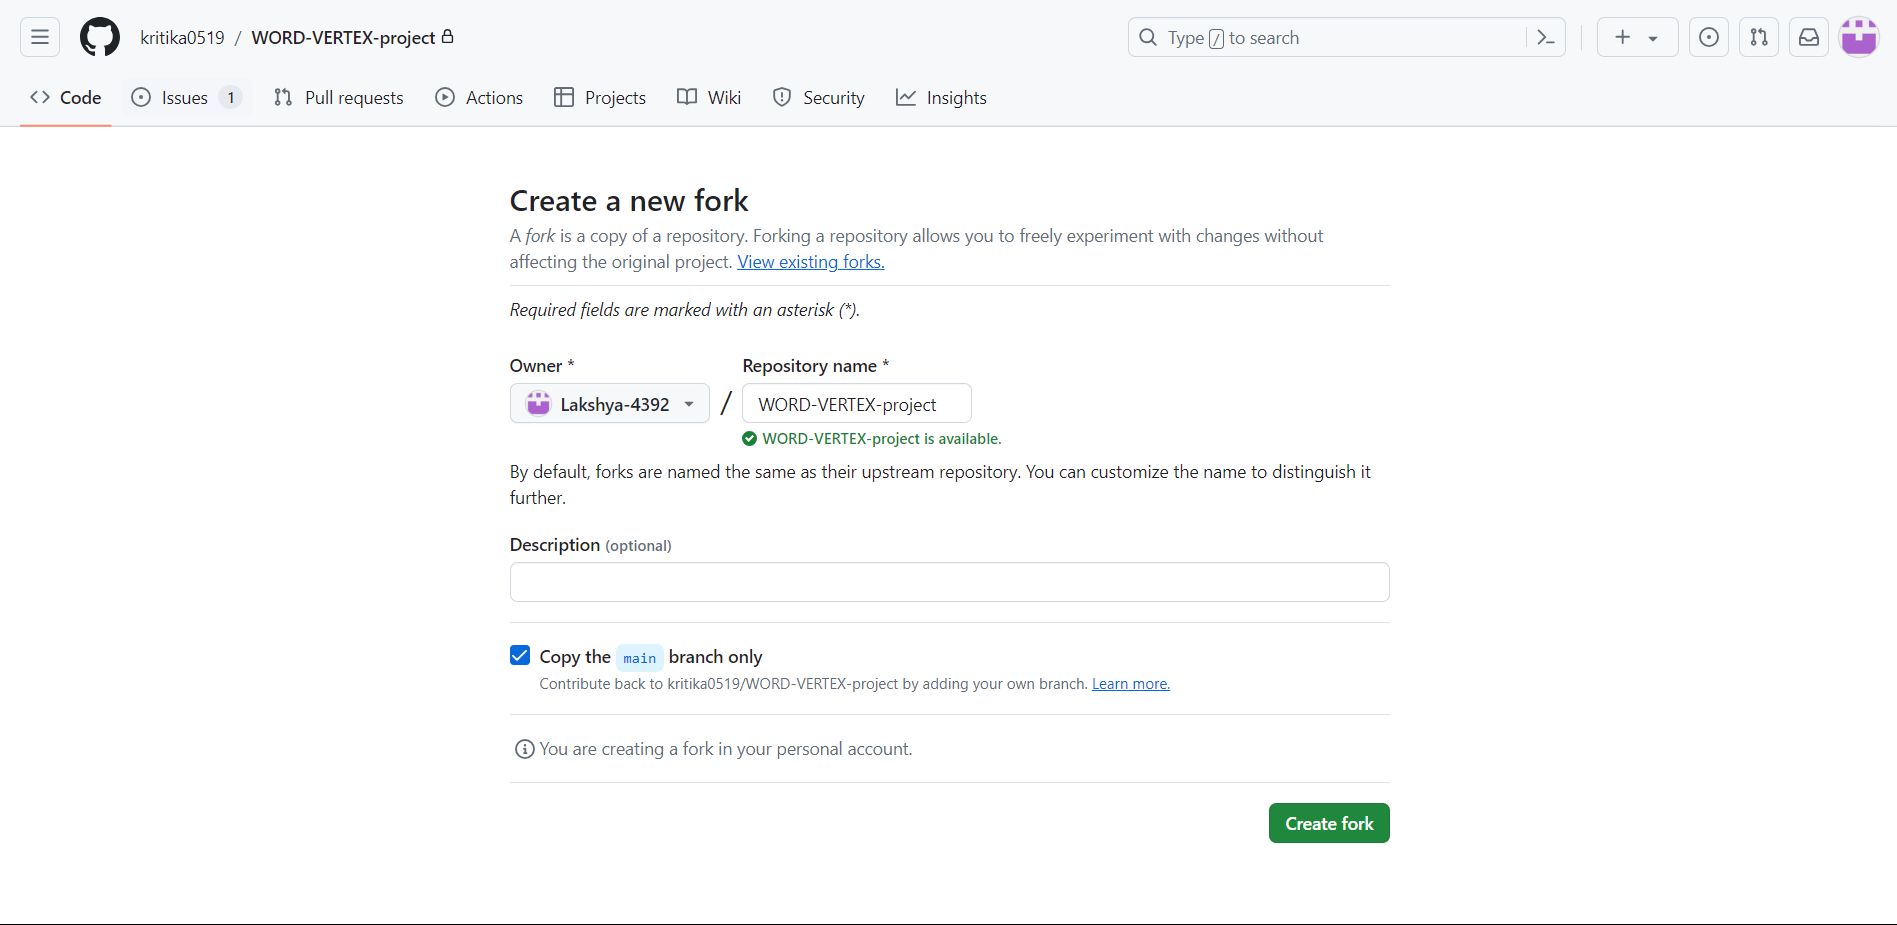 kritika0519 / WORD-VERTEX-project
Type / to search
Code
Issues 1
Pull requests
Actions
Projects
Wiki
Security
Insights
Create a new fork
A fork is a copy of a repository. Forking a repository allows you to freely experiment with changes without
affecting the original project. View existing forks.
Required fields are marked with an asterisk (*).
Owner *
Lakshya-4392
/
Repository name *
WORD-VERTEX-project
WORD-VERTEX-project is available.
By default, forks are named the same as their upstream repository. You can customize the name to distinguish it
further.
Description (optional)
Copy the main branch only
Contribute back to kritika0519/WORD-VERTEX-project by adding your own branch. Learn more.
You are creating a fork in your personal account.
Create fork